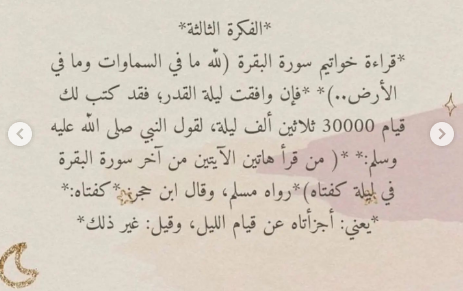 *الفكرة الثالثة*
*قراءة خواتيم سورة البقرة (لله ما في السماوات وما في
الأرض..)* *فإن وافقت ليلة القدر؛ فقد كتب لك
قيام 30000 ثلاثين ألف ليلة، لقول النبي صلى الله عليه
وسلم:* *( من قرأ هاتين الآيتين من آخر سورة البقرة
في ليلة كفتاه)*رواه مسلم، وقال ابن حجر:*كفتاه:*
*يعني: أجزأتاه عن قيام الليل، وقيل: غير ذلك*